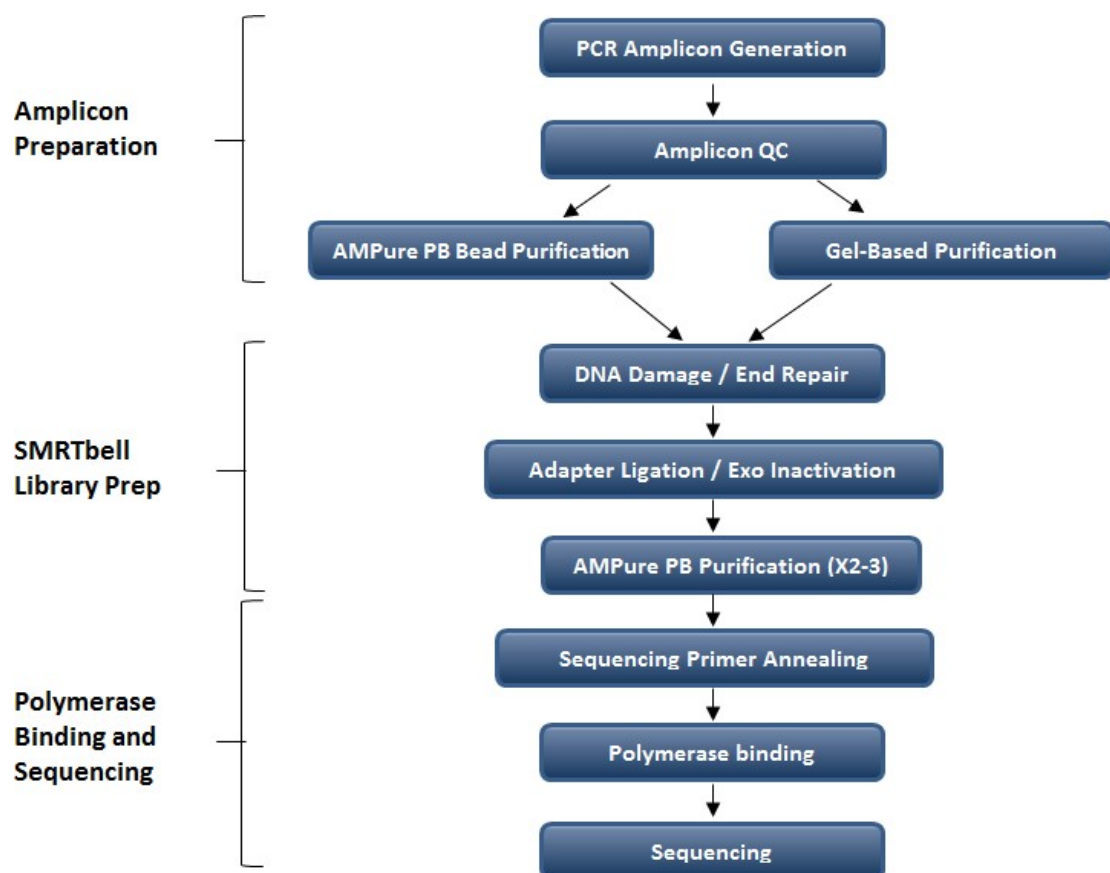 PCR Amplicon Generation
Amplicon
Preparation
Amplicon QC
AMPure PB Bead Purification
Gel-Based Purification
DNA Damage / End Repair
SMRTbell
Library Prep
Adapter Ligation / Exo Inactivation
AMPure PB Purification (X2-3)
Sequencing Primer Annealing
Polymerase
Binding and
Sequencing
Polymerase binding
Sequencing